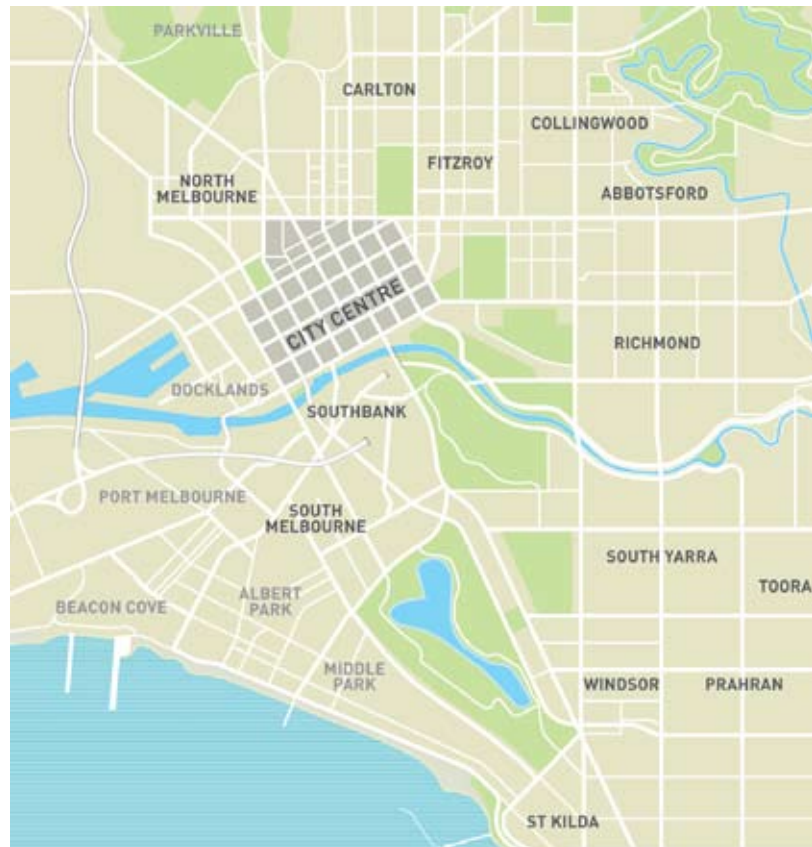 PARKVILLE
CARLTON
COLLINGWOOD
FITZROY
NORTH
MELBOURNE
ABBOTSFORD
CITY CENTRE
RICHMOND
DOCKLANDS
SOUTHBANK
PORT MELBOURNE
SOUTH
MELBOURNE
SOUTH YARRA
TOORA
ALBERT
PARK
BEACON COVE
MIDDLE
PARK
WINDSOR
PRAHRAN
ST KILDA